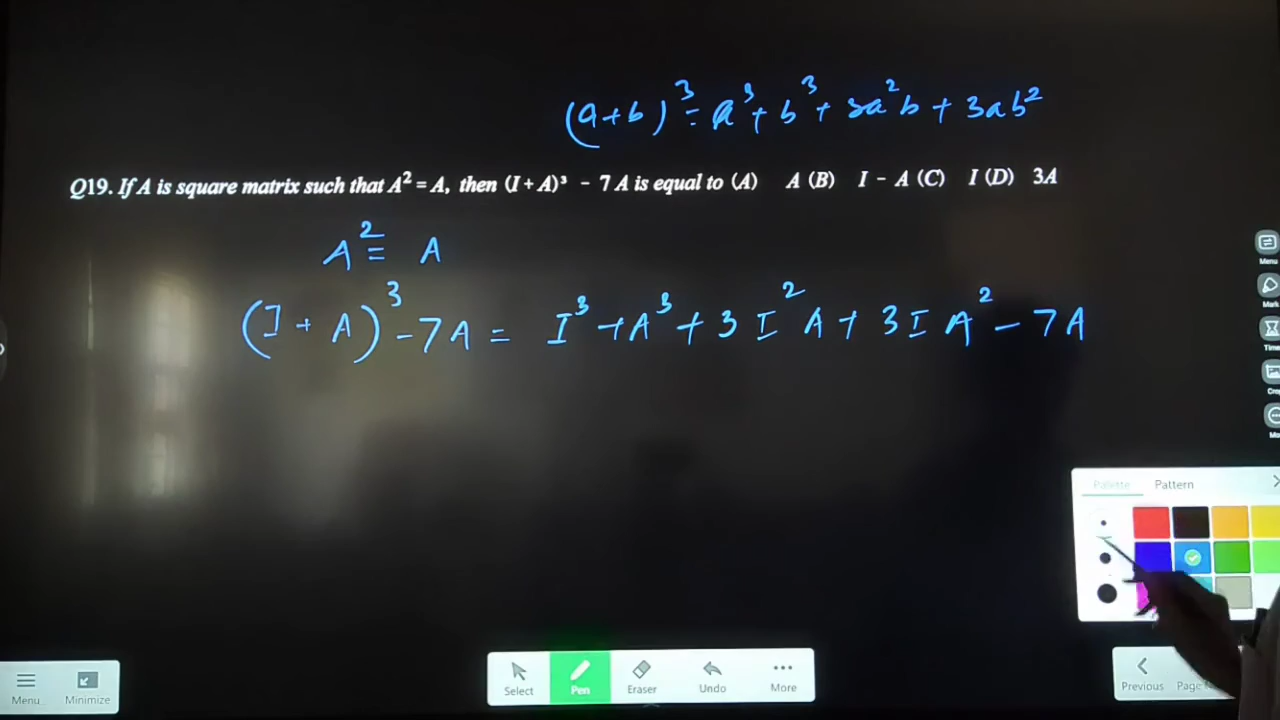 (a+b)³ = a³ + b³ + 3a²b + 3ab²
Q19. If A is square matrix such that A² = A, then (I + A)³ - 7 A is equal to (A) A (B) I - A (C) I (D) 3A
A² = A
(I + A)³ - 7A = I³ + A³ + 3 I² A + 3 I A² - 7A
Menu
Palette Pattern
Menu
Minimize
Select
Pen
Eraser
Undo
More
Previous
Page